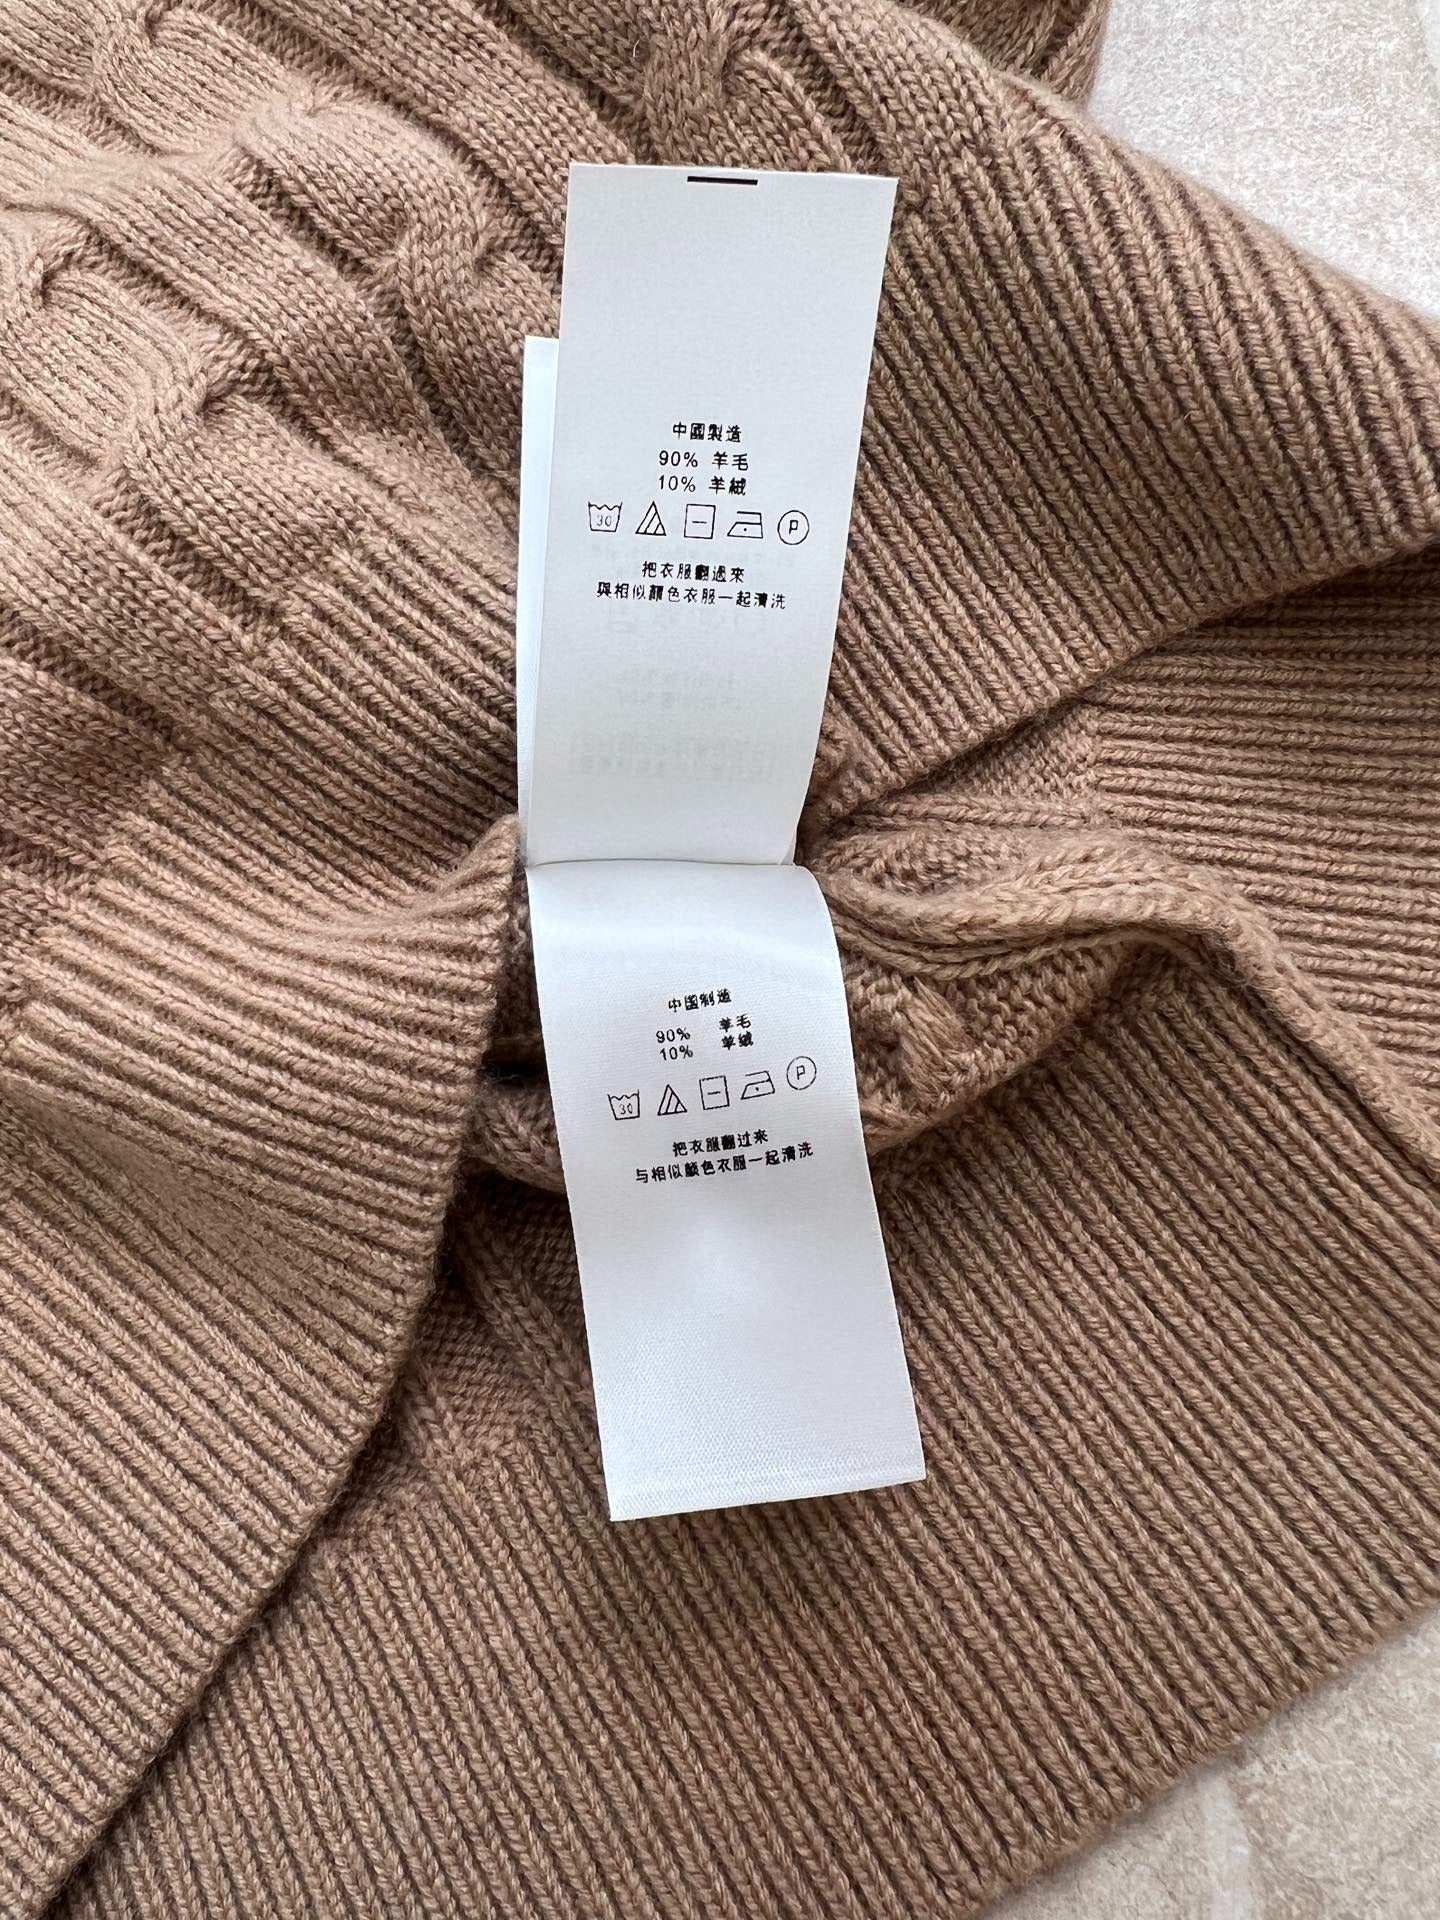 中國製造
90% 羊毛
10% 羊絨
30 P
把衣服翻過來
與相似顏色衣服一起清洗
中国制造
90% 羊毛
10% 羊绒
30 P
把衣服翻过来
与相似颜色衣服一起清洗